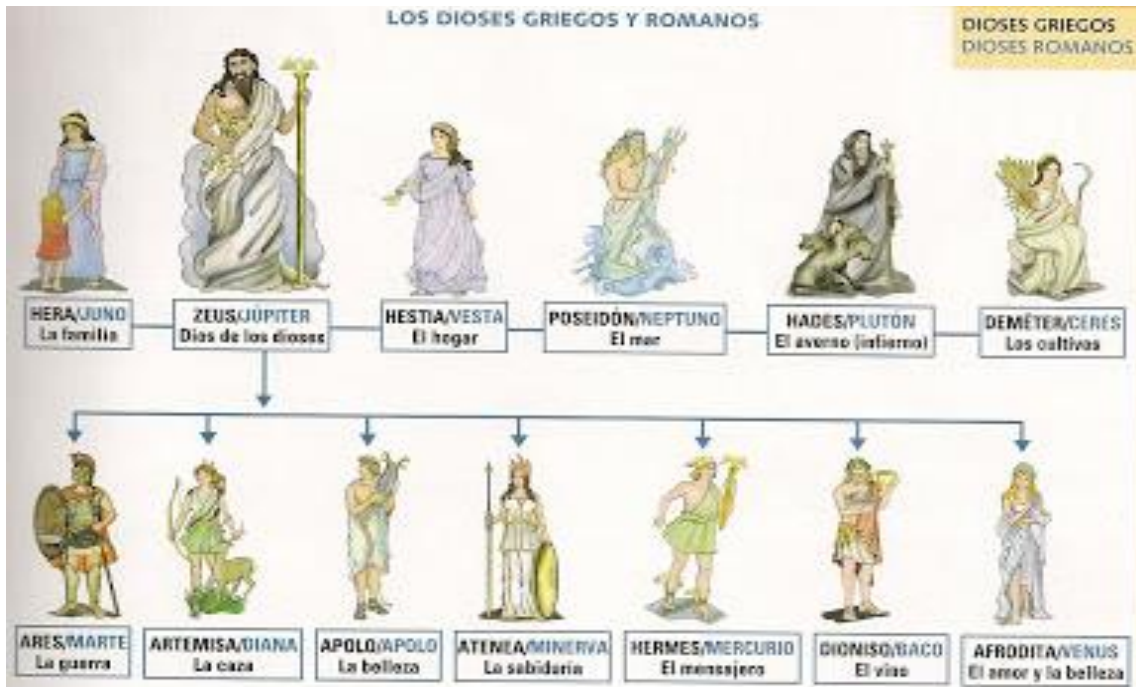 LOS DIOSES GRIEGOS Y ROMANOS
DIOSES GRIEGOS
DIOSES ROMANOS
HERA/JUNO
La familia
ZEUS/JÚPITER
Dios de los dioses
HESTIA/VESTA
El hogar
POSEIDÓN/NEPTUNO
El mar
HADES/PLUTÓN
El averno (infierno)
DEMÉTER/CERES
Los cultivos
ARES/MARTE
La guerra
ARTEMISA/DIANA
La caza
APOLO/APOLO
La belleza
ATENEA/MINERVA
La sabiduría
HERMES/MERCURIO
El mensajero
DIONISO/BACO
El vino
AFRODITA/VENUS
El amor y la belleza